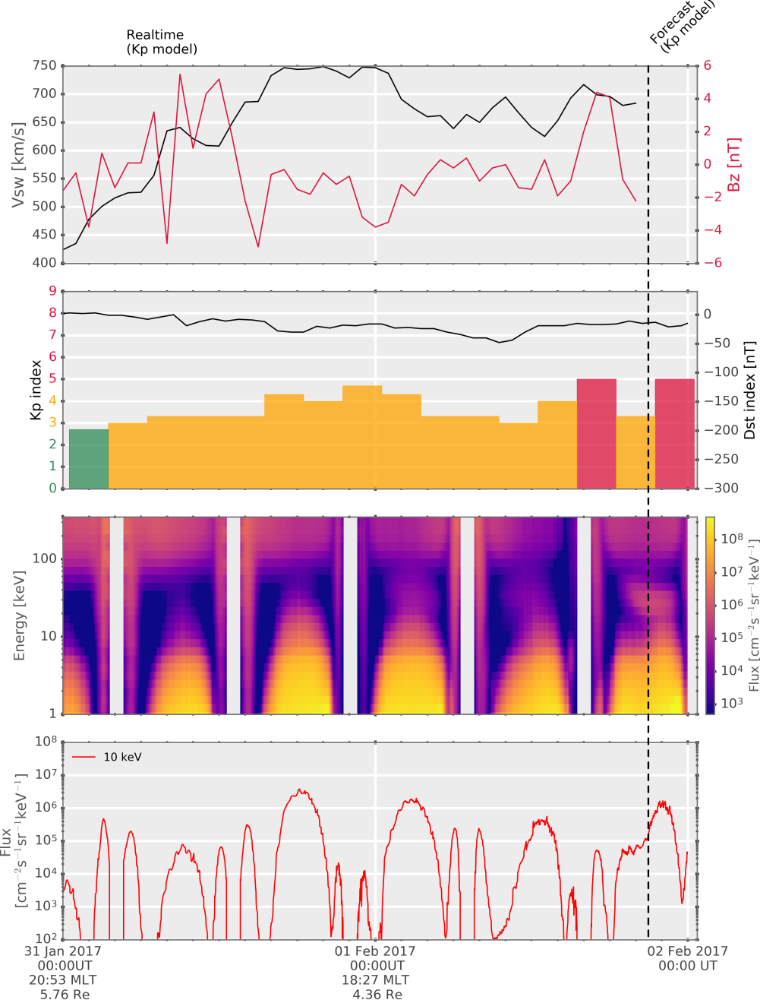 Realtime
(Kp model)
Forecast
(Kp model)
750
700
650
600
550
500
450
400
Vsw [km/s]
6
4
2
0
−2
−4
−6
Bz [nT]
9
8
7
6
5
4
3
2
1
0
Kp index
0
−50
−100
−150
−200
−250
−300
Dst index [nT]
100
10
1
Energy [keV]
10⁸
10⁷
10⁶
10⁵
10⁴
10³
Flux [cm⁻²s⁻¹sr⁻¹keV⁻¹]
10⁸
10⁷
10⁶
10⁵
10⁴
10³
10²
Flux
[cm⁻²s⁻¹sr⁻¹keV⁻¹]
10 keV
31 Jan 2017
00:00UT
20:53 MLT
5.76 Re
01 Feb 2017
00:00UT
18:27 MLT
4.36 Re
02 Feb 2017
00:00 UT